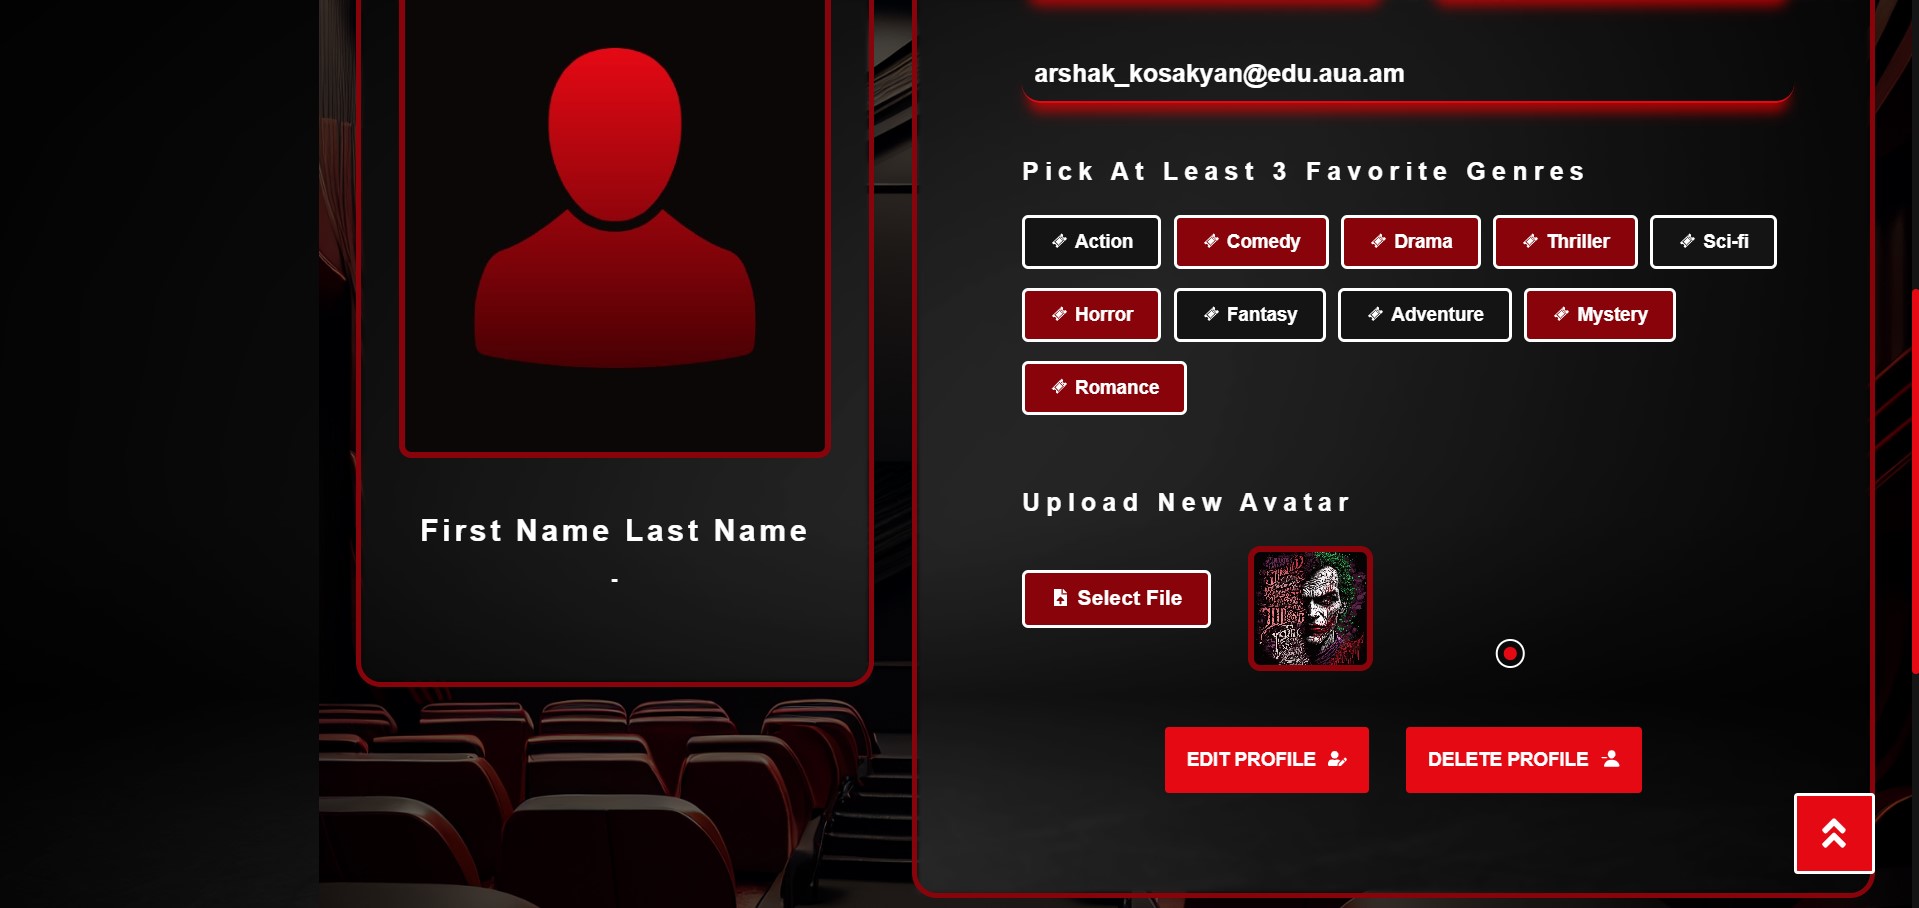 First Name Last Name
-
arshak_kosakyan@edu.aua.am
Pick At Least 3 Favorite Genres
Action Comedy Drama Thriller Sci-fi
Horror Fantasy Adventure Mystery
Romance
Upload New Avatar
Select File
EDIT PROFILE DELETE PROFILE